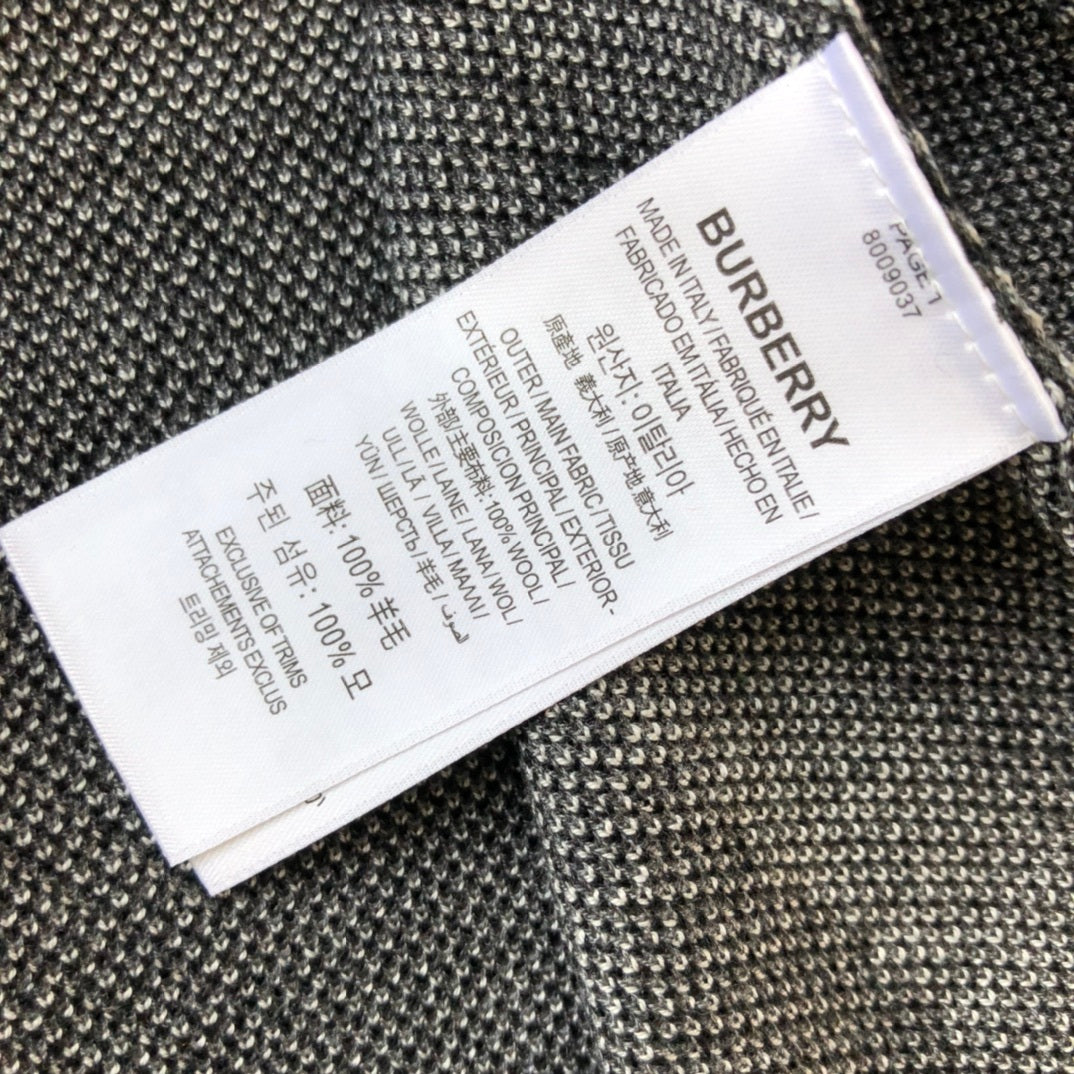 PAGE 1
8009037
BURBERRY
MADE IN ITALY / FABRIQUÉ EN ITALIE /
FABRICADO EM ITÁLIA / HECHO EN
ITALIA
원산지: 이탈리아
原産地 義大利 / 原产地 意大利
OUTER / MAIN FABRIC / TISSU
EXTÉRIEUR / PRINCIPAL / EXTERIOR-
COMPOSICION PRINCIPAL /
外部/主要布料: 100% WOOL /
WOLLE / LAINE / LANA / WOL /
ULL / LÃ / VILLA / ΜΑΛΛΙ /
YÜN / ШЕРСТЬ / 羊毛 / الصوف
面料: 100% 羊毛
주된 섬유: 100% 모
EXCLUSIVE OF TRIMS
ATTACHEMENTS EXCLUS
트리밍 제외